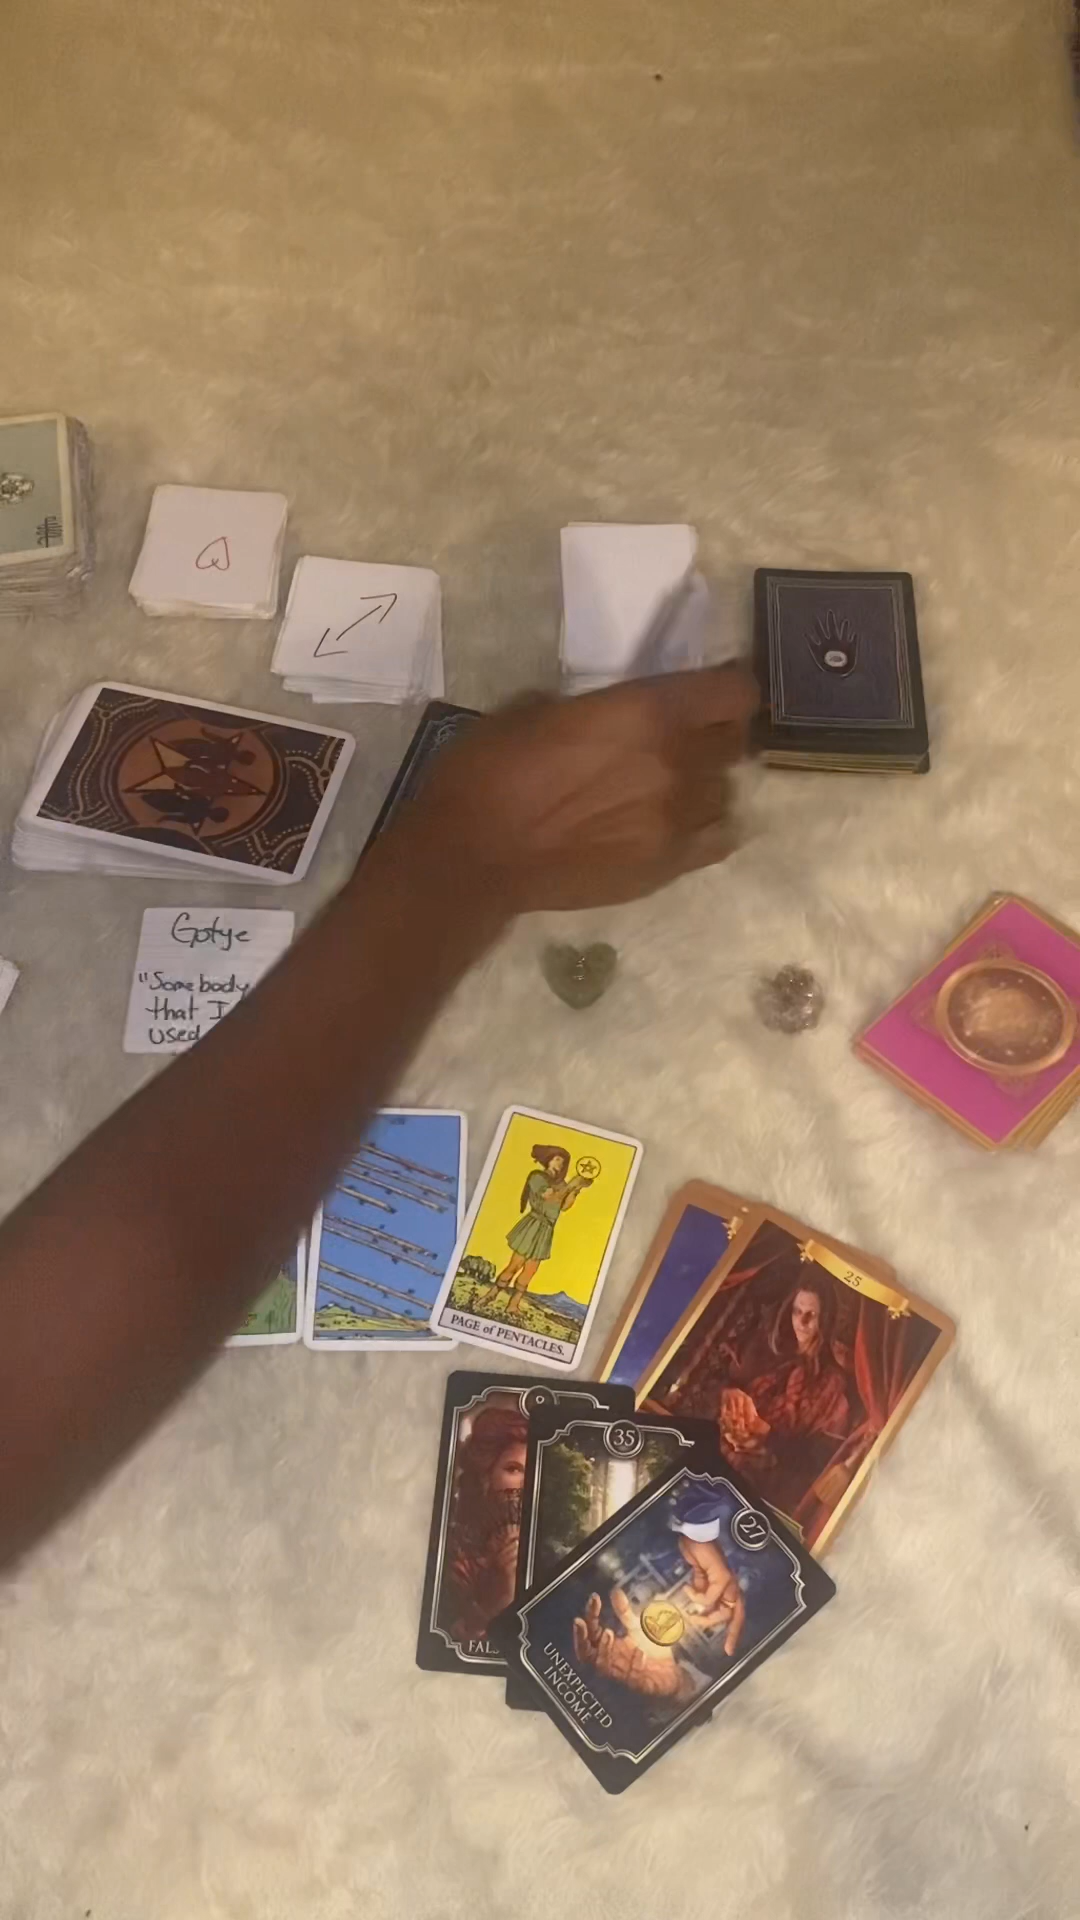 Gotye
"Somebody
that I
used
PAGE of PENTACLES.
25
35
27
UNEXPECTED
INCOME